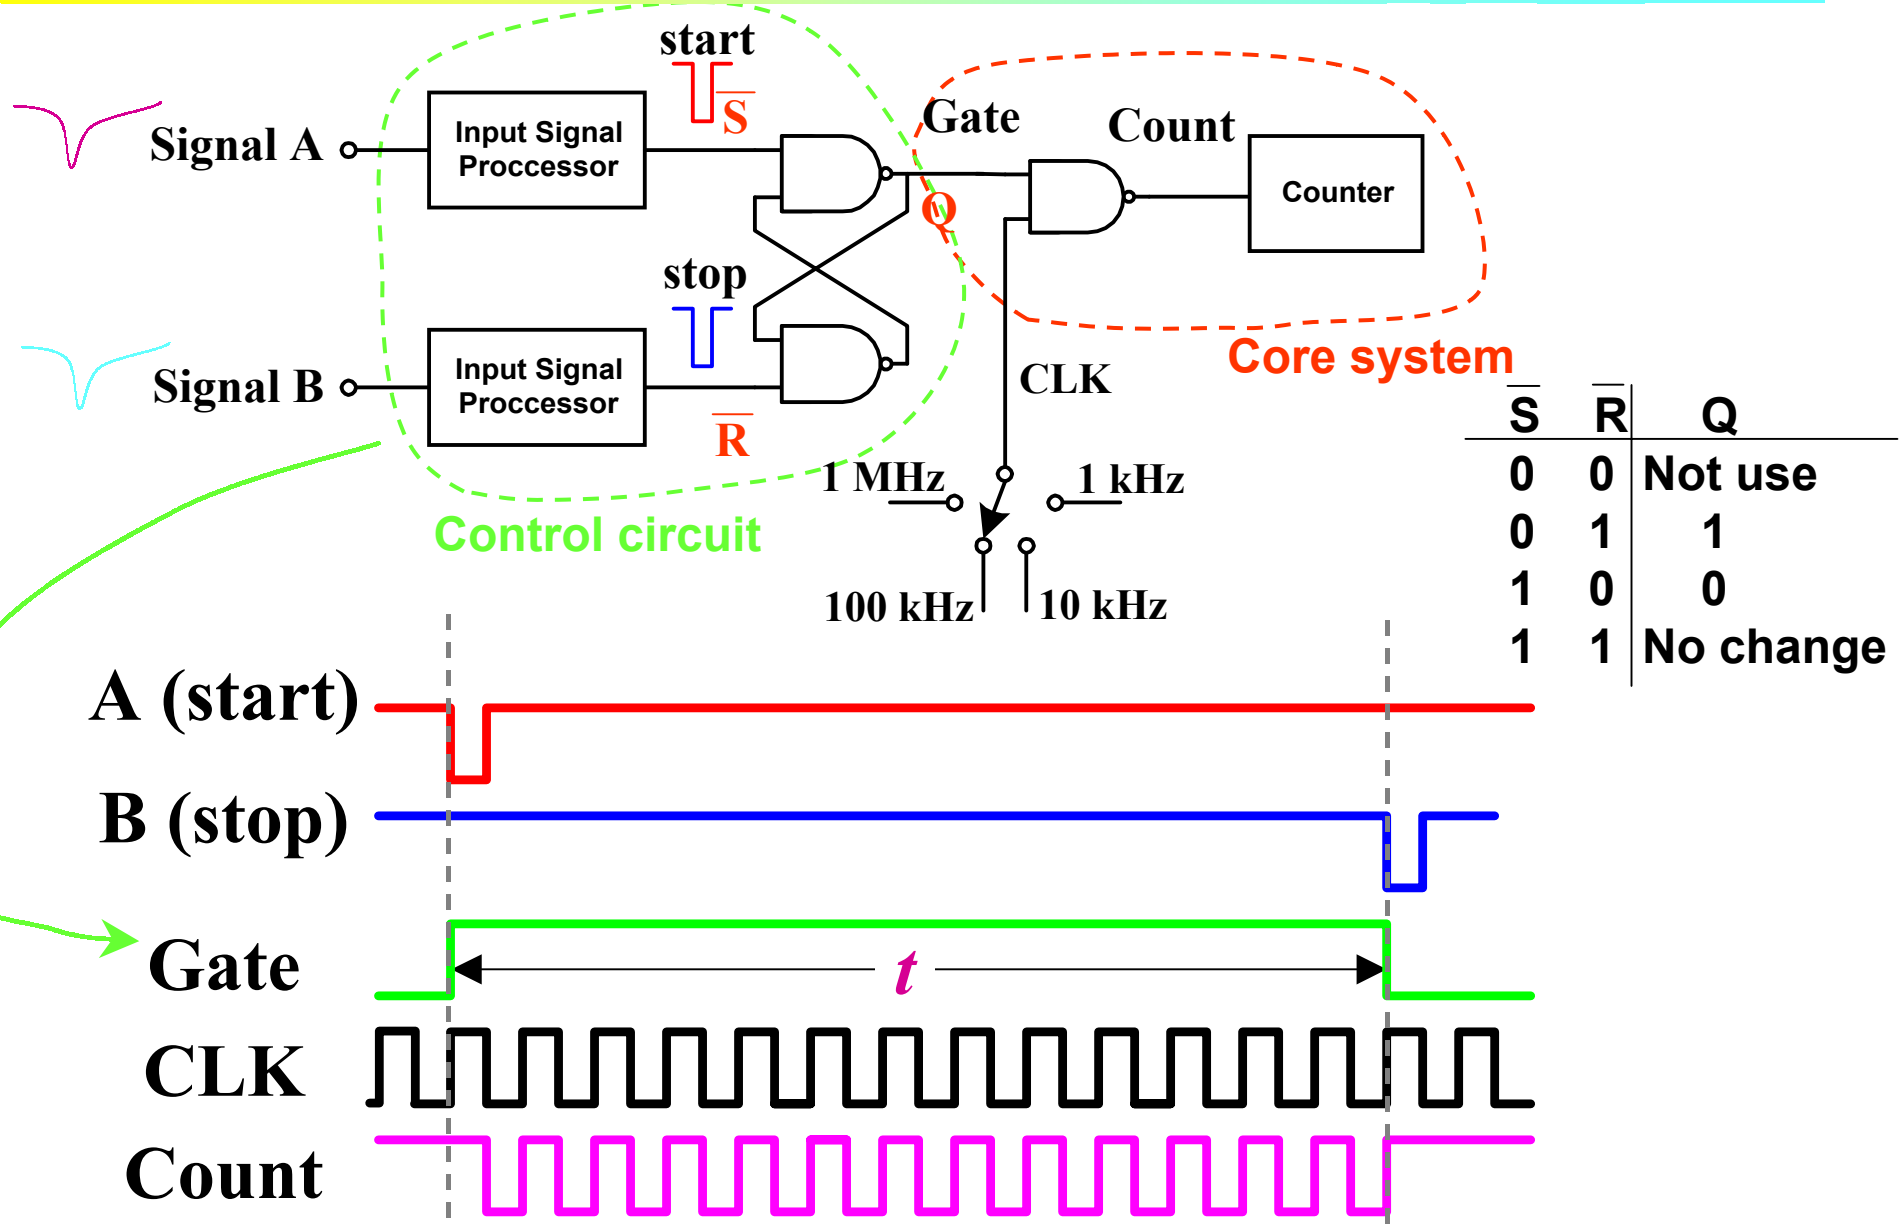 start
S
Signal A
Input Signal
Proccessor
Gate
Count
Counter
Q
stop
Signal B
Input Signal
Proccessor
R
CLK
Core system
1 MHz
1 kHz
100 kHz
10 kHz
Control circuit
S R Q
0 0 Not use
0 1 1
1 0 0
1 1 No change
A (start)
B (stop)
Gate
t
CLK
Count